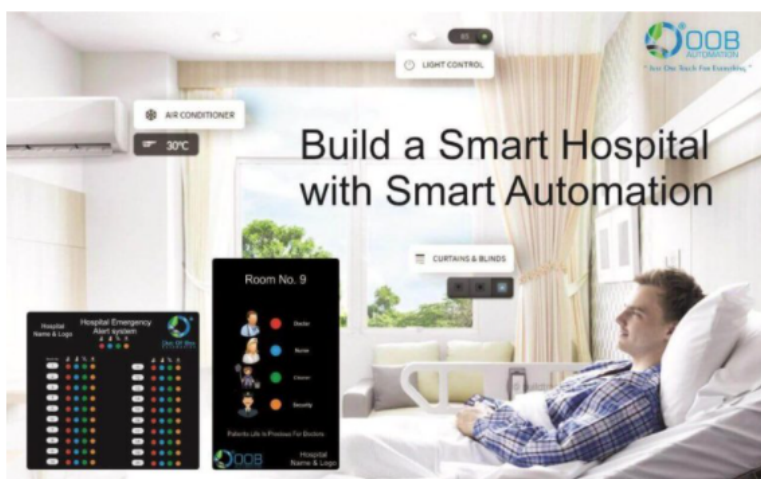 65
LIGHT CONTROL
OOB
AUTOMATION
" Just One Touch For Everything "
AIR CONDITIONER
30°C
Build a Smart Hospital
with Smart Automation
CURTAINS & BLINDS
Room No. 9
Doctor
Nurse
Cleaner
Security
Patients Life is Precious For Doctors
OOB
Hospital
Name & Logo
Hospital
Name & Logo
Hospital Emergency
Alert system